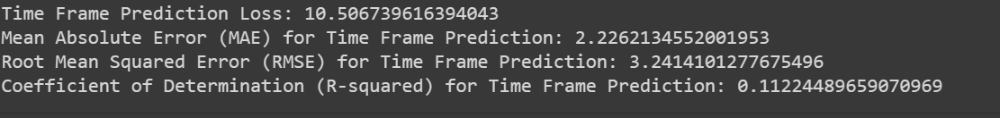 Time Frame Prediction Loss: 10.506739616394043
Mean Absolute Error (MAE) for Time Frame Prediction: 2.2262134552001953
Root Mean Squared Error (RMSE) for Time Frame Prediction: 3.2414101277675496
Coefficient of Determination (R-squared) for Time Frame Prediction: 0.11224489659070969